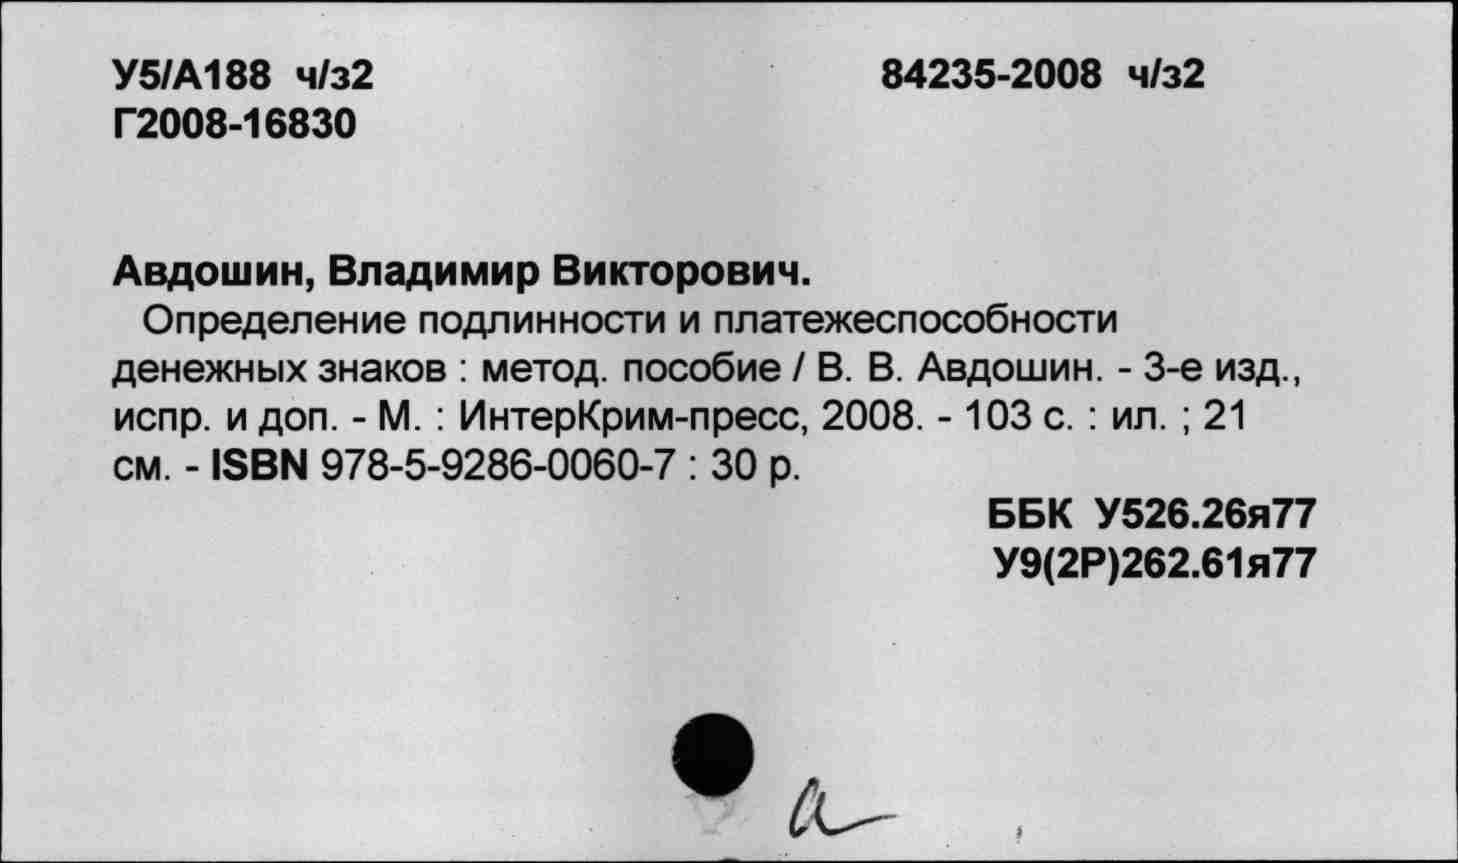 У5/А188 ч/з2
84235-2008 ч/з2
Г2008-16830
Авдошин, Владимир Викторович.
Определение подлинности и платежеспособности
денежных знаков : метод. пособие / В. В. Авдошин. - 3-е изд.,
испр. и доп. - М. : ИнтерКрим-пресс, 2008. - 103 с. : ил. ; 21
см. - ISBN 978-5-9286-0060-7 : 30 р.
ББК У526.26я77
У9(2Р)262.61я77
а